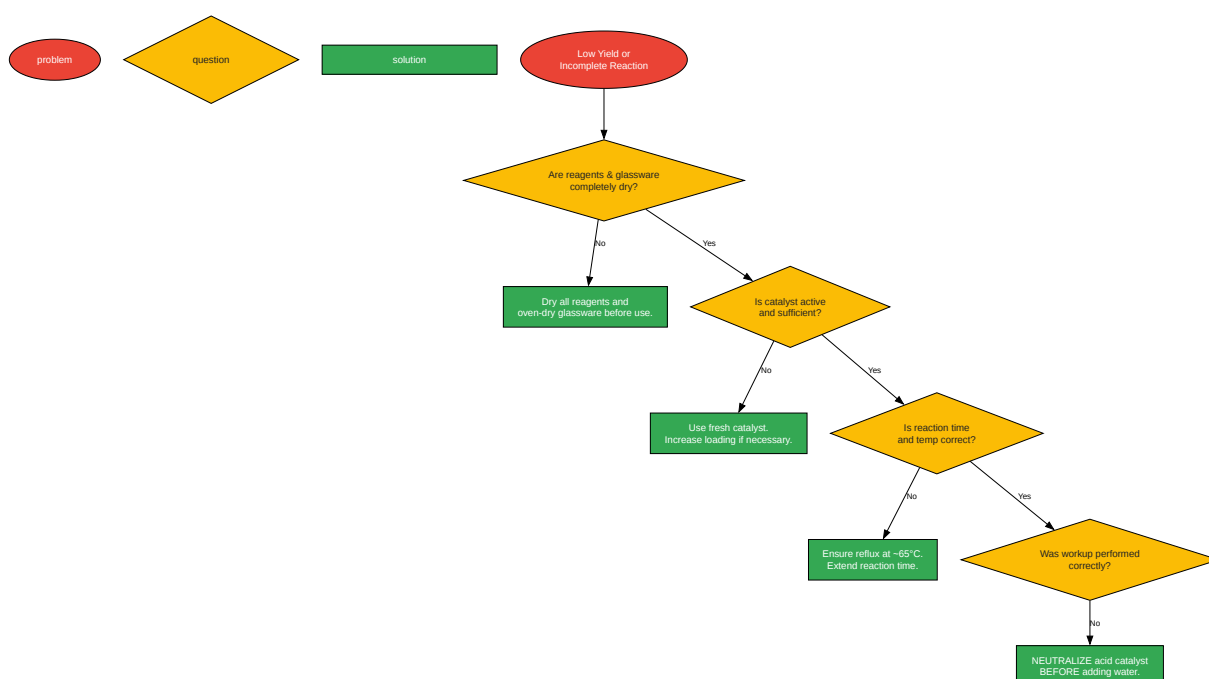 problem
question
solution
Low Yield or
Incomplete Reaction
Are reagents & glassware
completely dry?
No
Yes
Dry all reagents and
oven-dry glassware before use.
Is catalyst active
and sufficient?
No
Yes
Use fresh catalyst.
Increase loading if necessary.
Is reaction time
and temp correct?
No
Yes
Ensure reflux at ~65°C.
Extend reaction time.
Was workup performed
correctly?
No
NEUTRALIZE acid catalyst
BEFORE adding water.